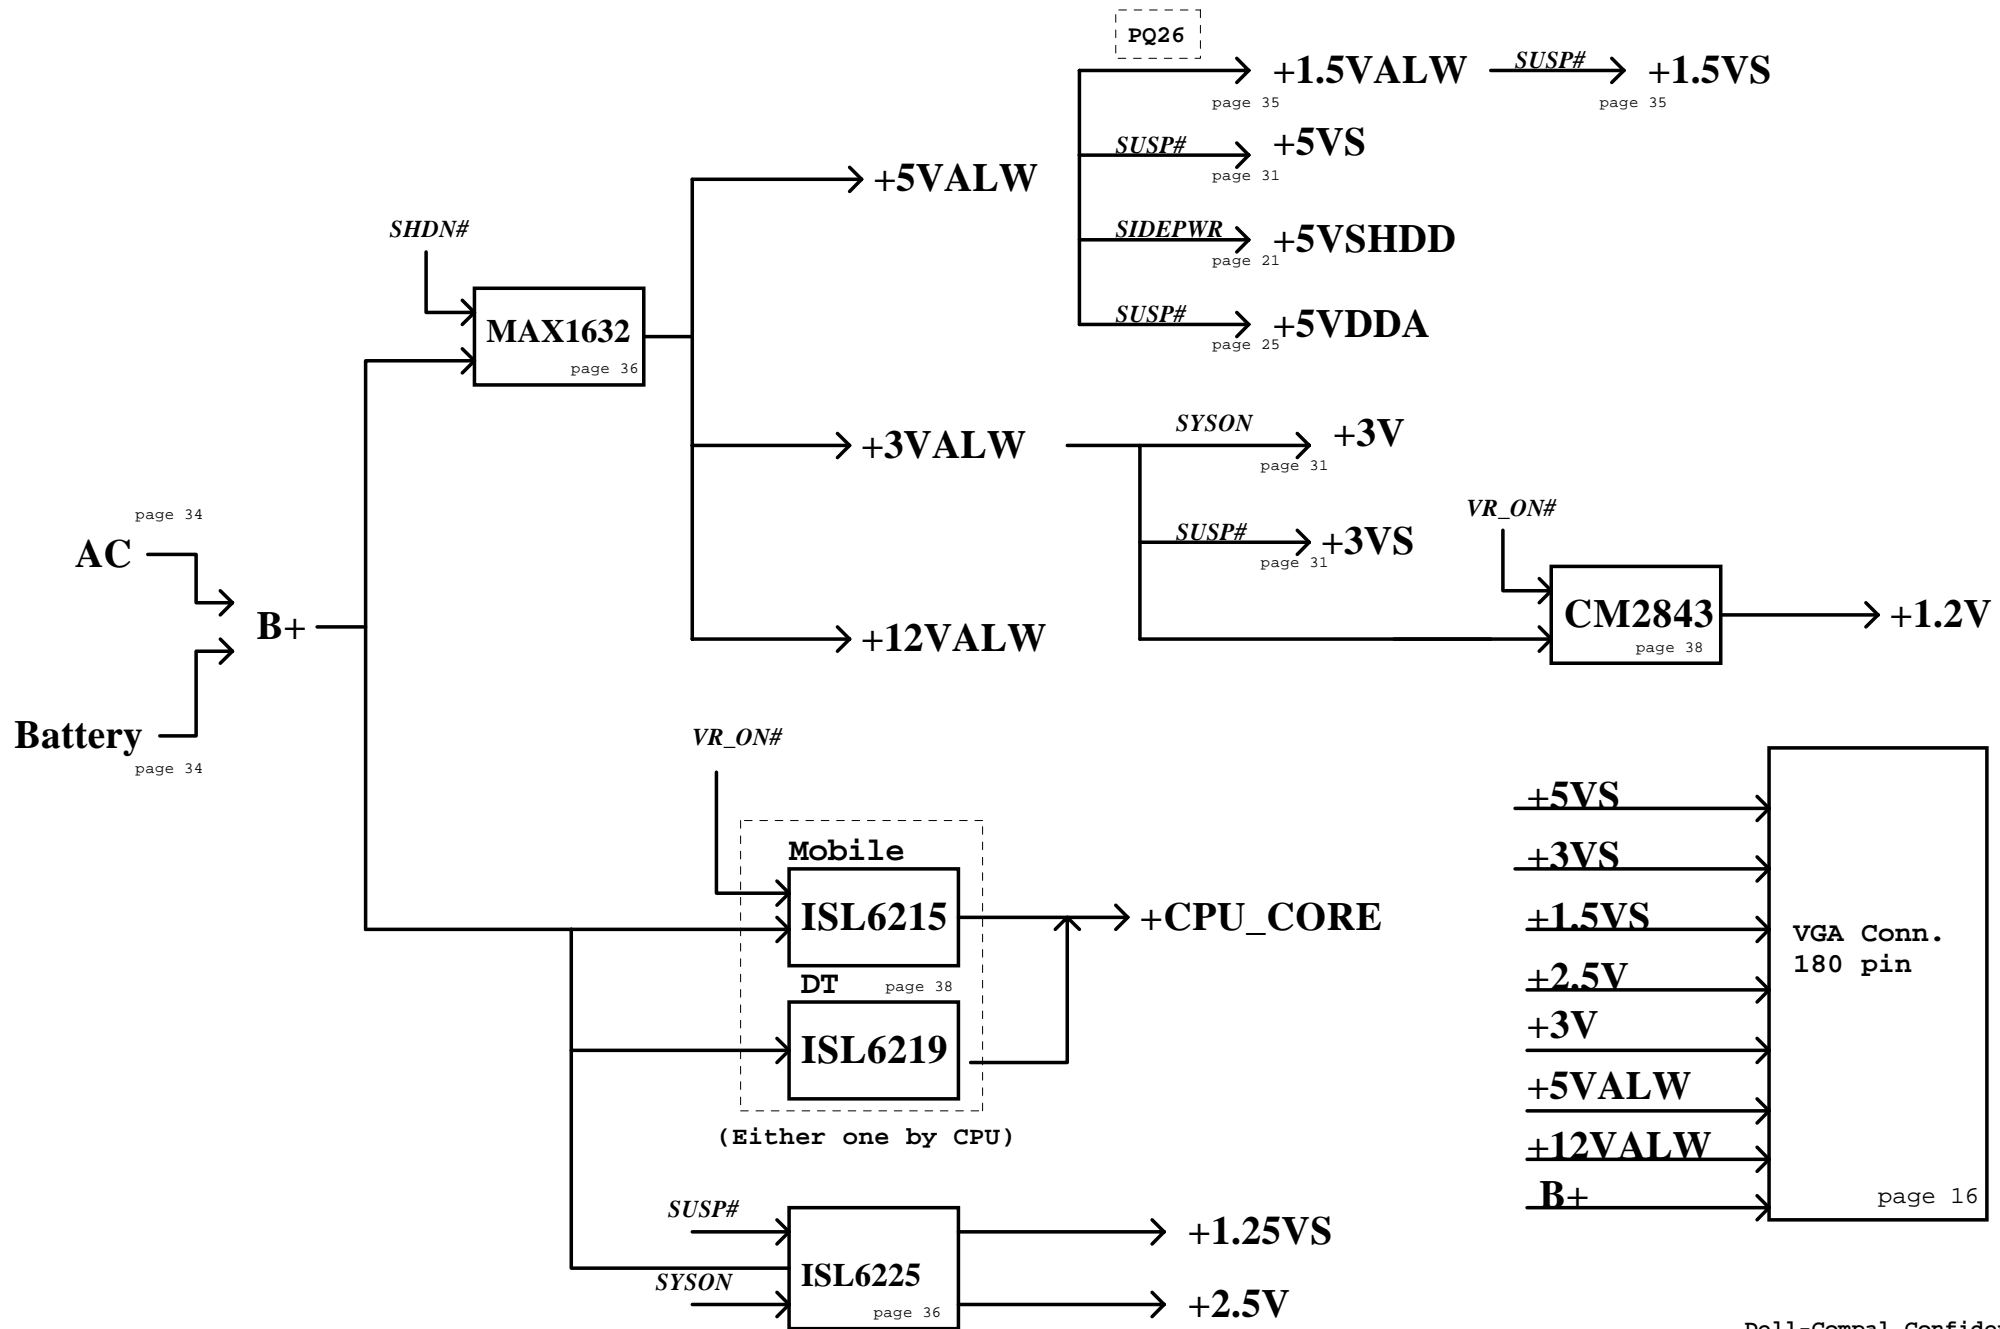 PQ26
+1.5VALW
SUSP#
+1.5VS
page 35
page 35
SUSP#
+5VS
page 31
+5VALW
SIDEPWR
+5VSHDD
page 21
SUSP#
+5VDDA
page 25
SHDN#
MAX1632
page 36
+3VALW
SYSON
+3V
page 31
SUSP#
+3VS
page 31
VR_ON#
CM2843
page 38
+1.2V
+12VALW
page 34
AC
B+
Battery
page 34
VR_ON#
Mobile
ISL6215
+CPU_CORE
DT
page 38
ISL6219
(Either one by CPU)
SUSP#
+1.25VS
ISL6225
SYSON
page 36
+2.5V
+5VS
+3VS
+1.5VS
+2.5V
+3V
+5VALW
+12VALW
B+
VGA Conn.
180 pin
page 16